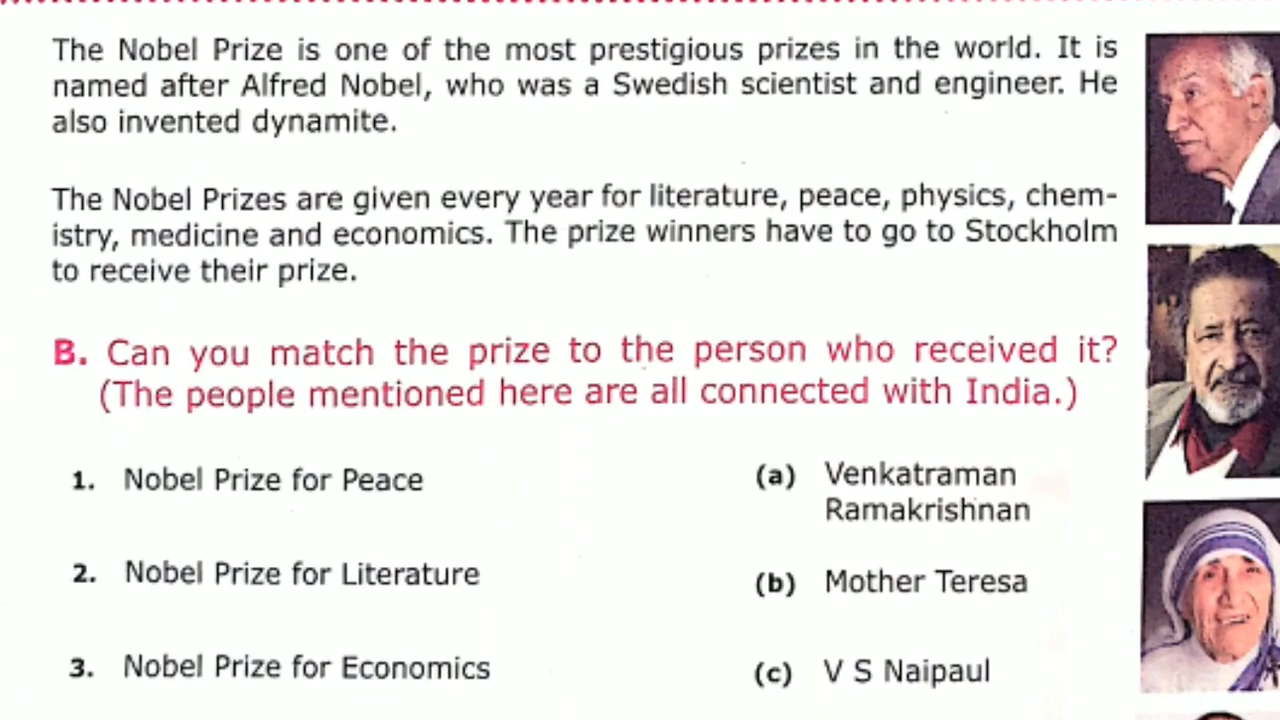 The Nobel Prize is one of the most prestigious prizes in the world. It is
named after Alfred Nobel, who was a Swedish scientist and engineer. He
also invented dynamite.
The Nobel Prizes are given every year for literature, peace, physics, chem-
istry, medicine and economics. The prize winners have to go to Stockholm
to receive their prize.
B. Can you match the prize to the person who received it?
(The people mentioned here are all connected with India.)
1. Nobel Prize for Peace
(a) Venkatraman
Ramakrishnan
2. Nobel Prize for Literature
(b) Mother Teresa
3. Nobel Prize for Economics
(c) V S Naipaul